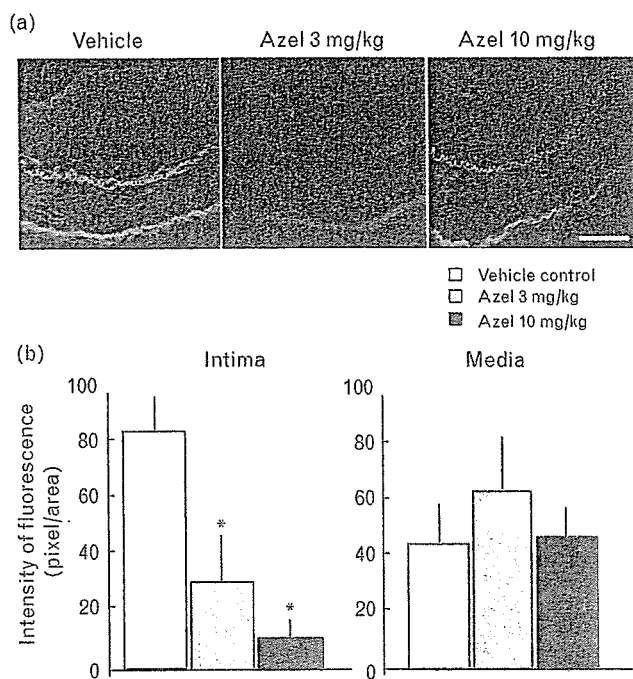 (a)
Vehicle
Azel 3 mg/kg
Azel 10 mg/kg
Vehicle control
Azel 3 mg/kg
Azel 10 mg/kg
(b)
Intima
Media
Intensity of fluorescence
(pixel/area)
100
80
60
40
20
0
*
*
100
80
60
40
20
0